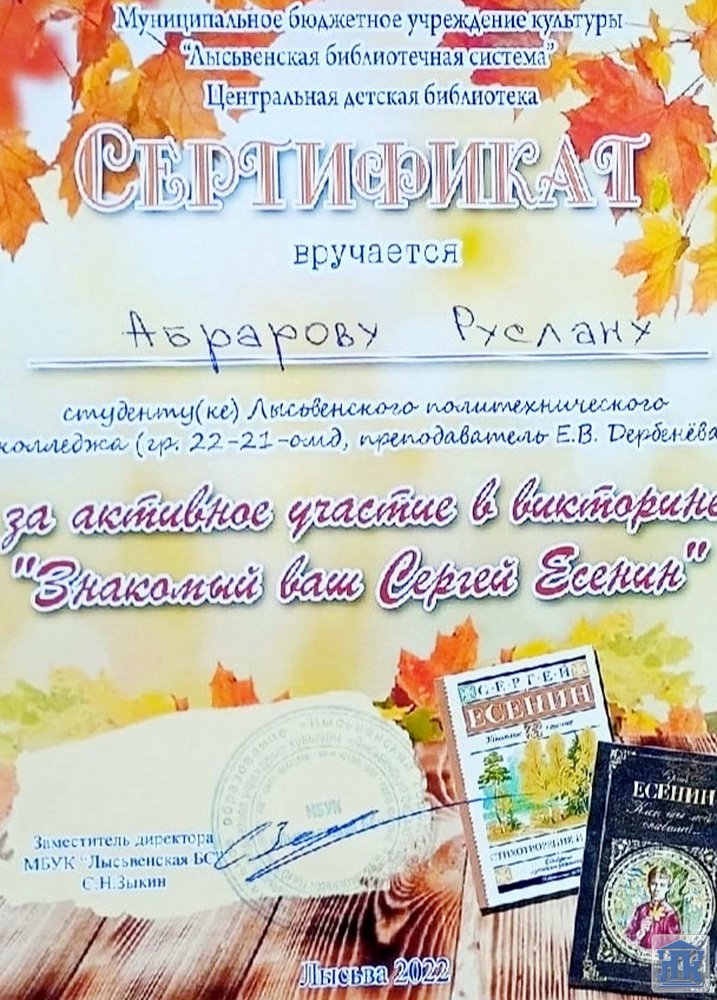 Муниципальное бюджетное учреждение культуры
"Лысьвенская библиотечная система"
Центральная детская библиотека
СЕРТИФИКАТ
вручается
Абрарову Руслану
студенту(ке) Лысьвенского политехнического
колледжа (гр. 22-21-омд, преподаватель Е.В. Дербенёва
за активное участие в викторине
"Знакомый ваш Сергей Есенин"
СЕРГЕЙ
ЕСЕНИН
СТИХОТВОРЕНИЯ И
ЕСЕНИН
МБУК
Заместитель директора
МБУК "Лысьвенская БС"
С.Н.Зыкин
Лысьва 2022